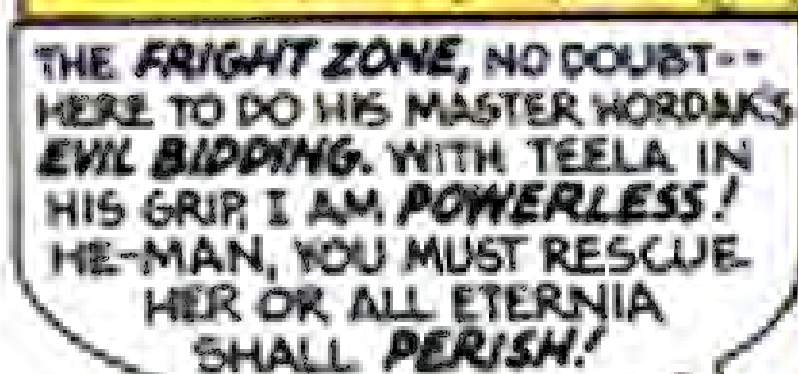 THE FRIGHT ZONE, NO DOUBT--
HERE TO DO HIS MASTER HORDAK'S
EVIL BIDDING. WITH TEELA IN
HIS GRIP, I AM POWERLESS!
HE-MAN, YOU MUST RESCUE
HER OR ALL ETERNIA
SHALL PERISH!